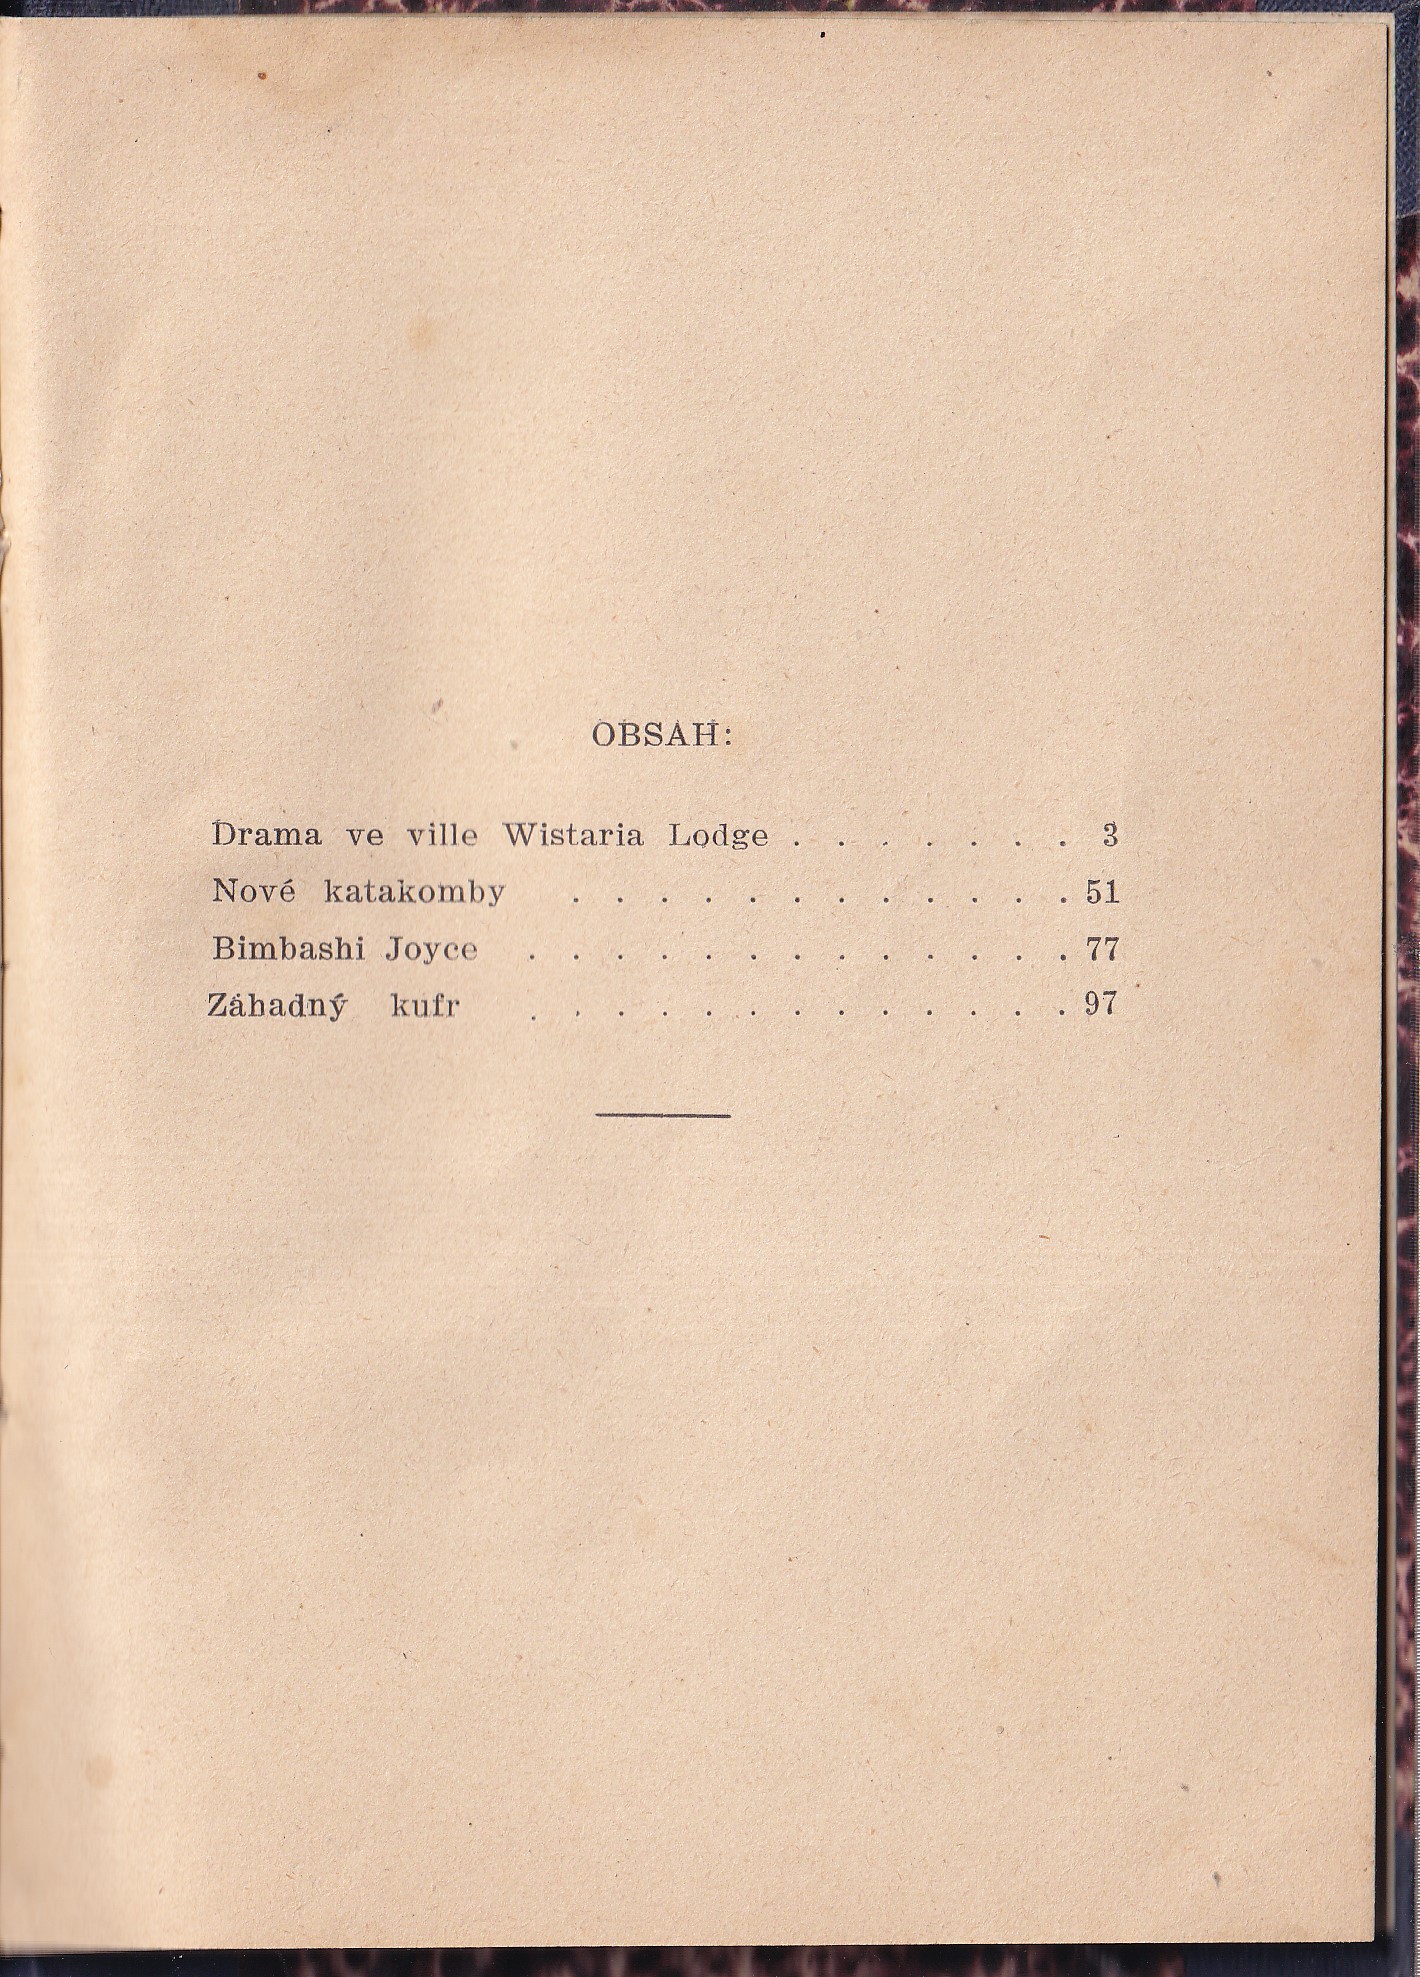 OBSAH:
Drama ve ville Wistaria Lodge . . . . . . . 3
Nové katakomby . . . . . . . . . . . . 51
Bimbashi Joyce . . . . . . . . . . . . . 77
Záhadný kufr . . . . . . . . . . . . . 97